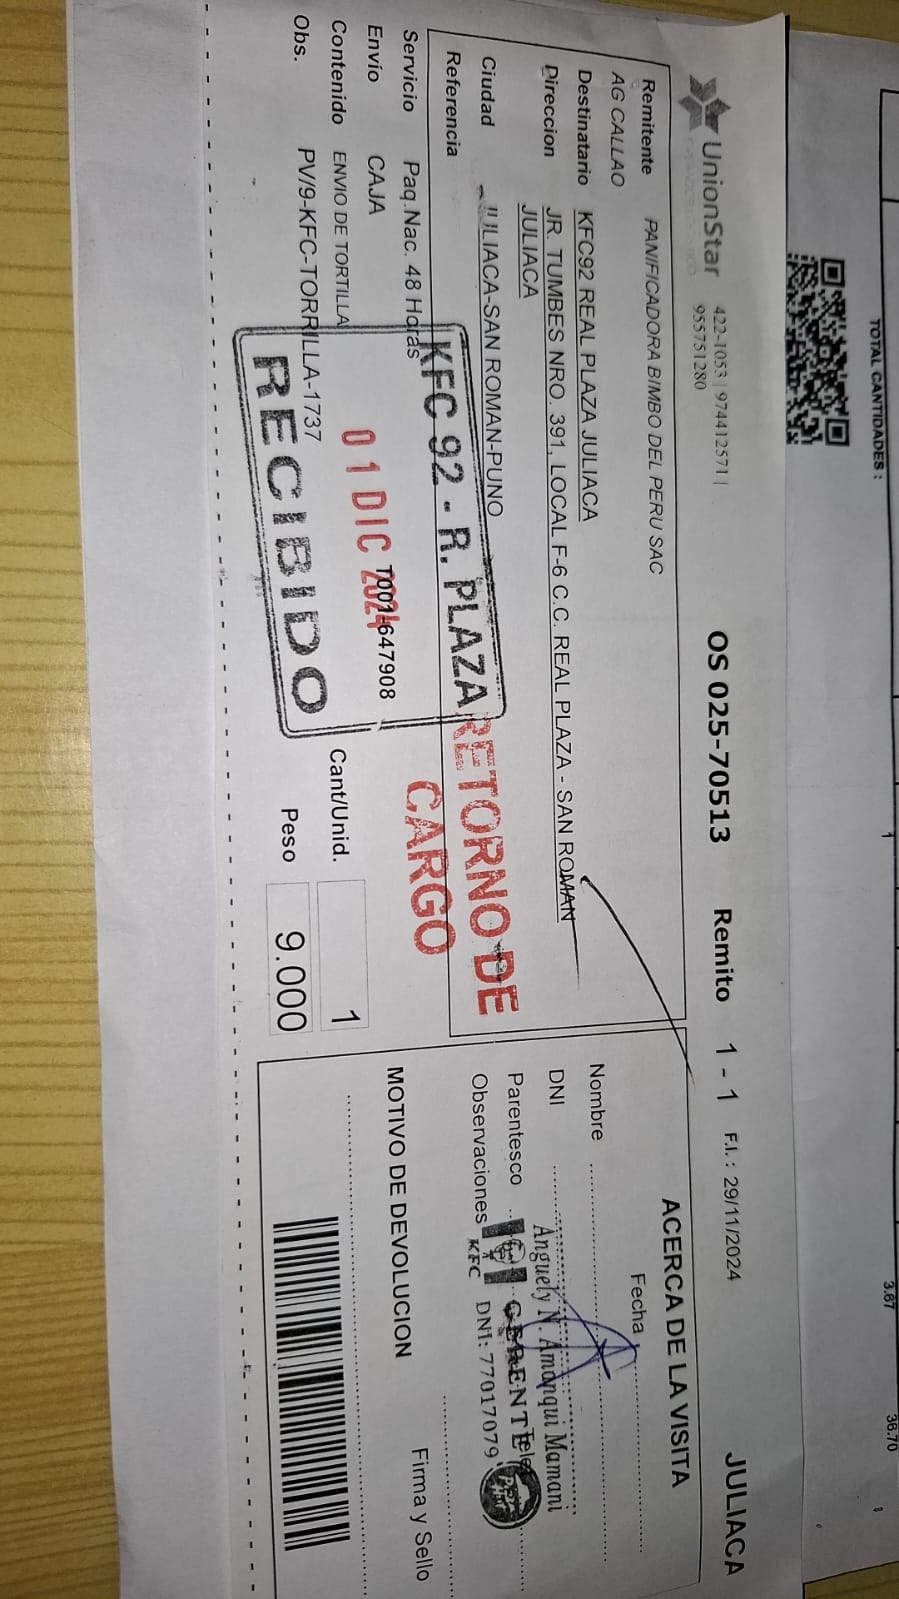 TOTAL CANTIDADES :
1
3.67
36.70
UnionStar
422-1053 | 974412571 |
955751280
OS 025-70513 Remito 1 - 1 F.I. : 29/11/2024 JULIACA
Remitente PANIFICADORA BIMBO DEL PERU SAC
AG CALLAO
Destinatario KFC92 REAL PLAZA JULIACA
Direccion JR. TUMBES NRO. 391, LOCAL F-6 C.C. REAL PLAZA - SAN ROMAN
JULIACA
Ciudad JULIACA-SAN ROMAN-PUNO
Referencia
Servicio Paq.Nac. 48 Horas
Envío CAJA
T001-647908
Contenido ENVIO DE TORTILLA
Obs. PV/9-KFC-TORRILLA-1737
Cant/Unid. 1
Peso 9.000
KFC 92 - R. PLAZA
01 DIC 2024
RECIBIDO
RETORNO DE
CARGO
ACERCA DE LA VISITA
Fecha
Nombre
DNI
Parentesco
Observaciones
Anguely N. Amanqui Mamani
GERENTE
KFC DNI: 77017079
Pizza Hut
MOTIVO DE DEVOLUCION
Firma y Sello